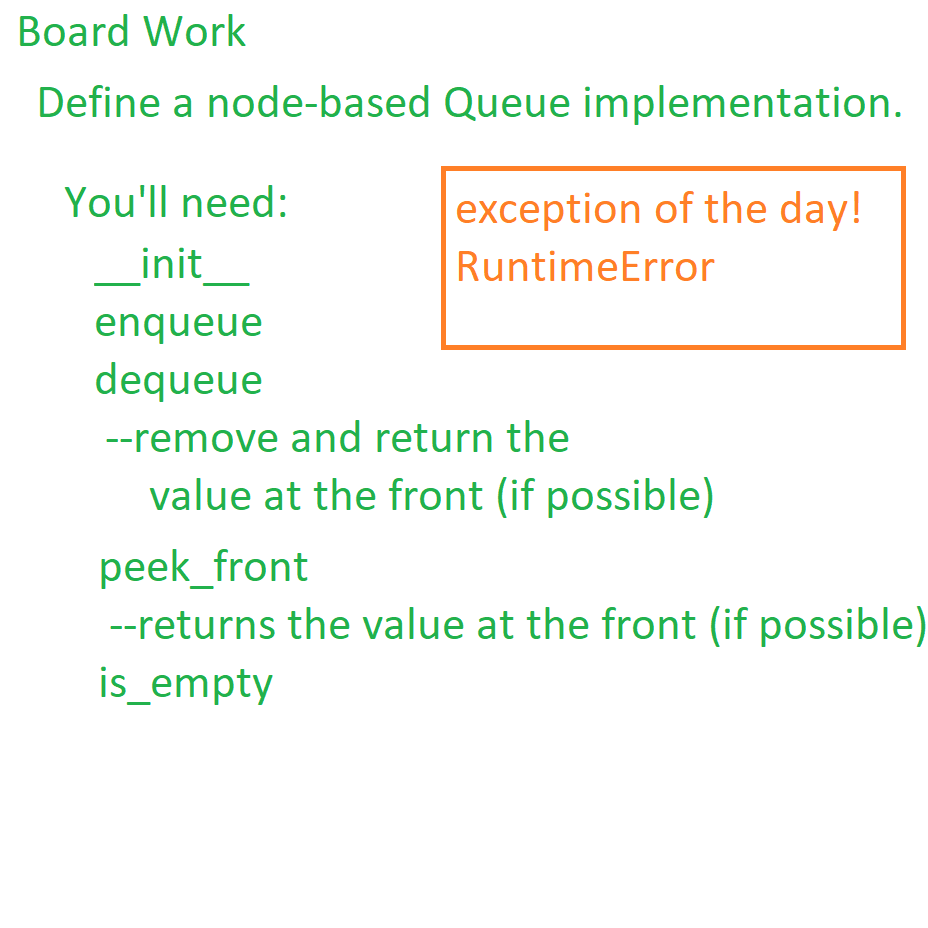 Board Work
Define a node-based Queue implementation.
You'll need:
__init__
enqueue
dequeue
--remove and return the
value at the front (if possible)
peek_front
--returns the value at the front (if possible)
is_empty
exception of the day!
RuntimeError